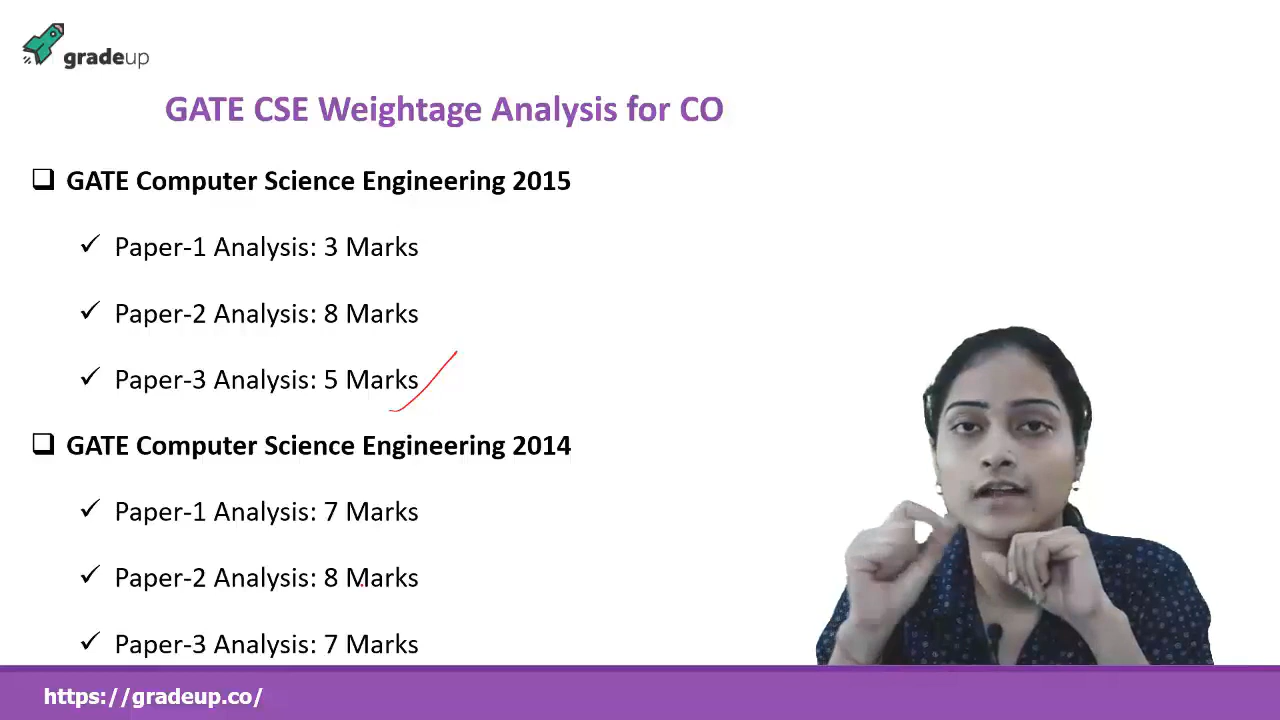 gradeup
GATE CSE Weightage Analysis for CO
GATE Computer Science Engineering 2015
Paper-1 Analysis: 3 Marks
Paper-2 Analysis: 8 Marks
Paper-3 Analysis: 5 Marks
GATE Computer Science Engineering 2014
Paper-1 Analysis: 7 Marks
Paper-2 Analysis: 8 Marks
Paper-3 Analysis: 7 Marks
https://gradeup.co/